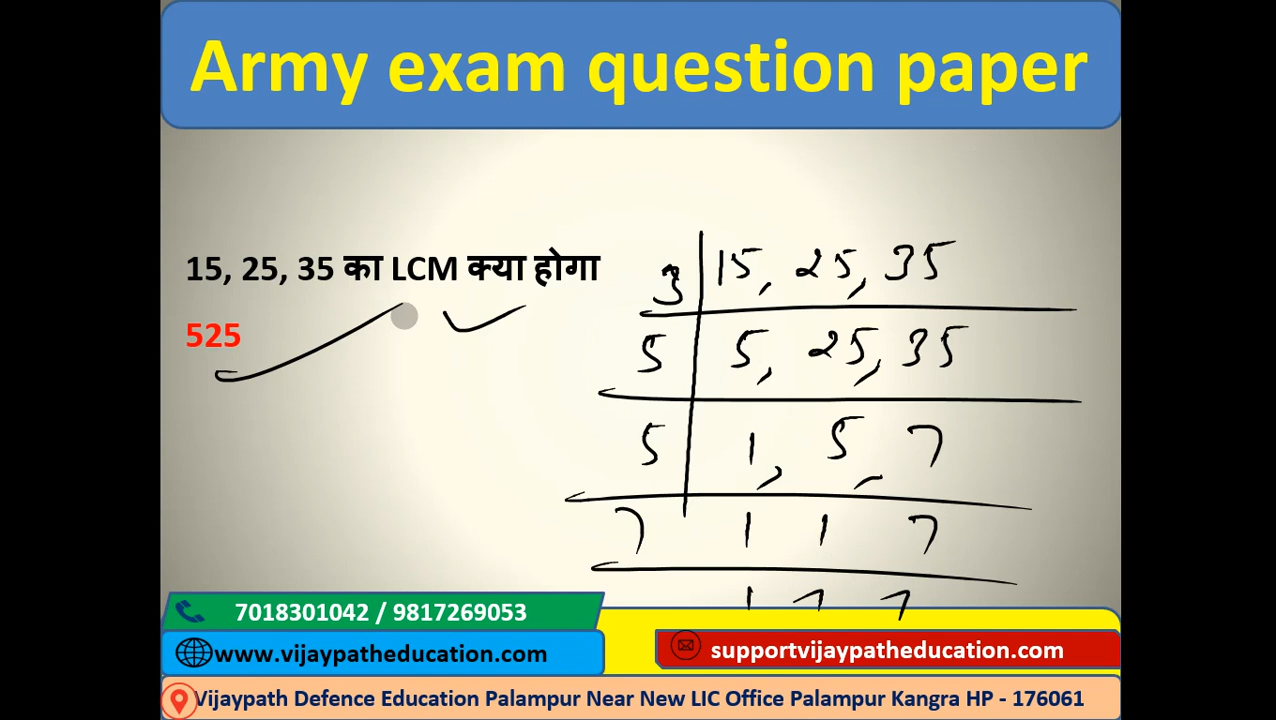 Army exam question paper
15, 25, 35 का LCM क्या होगा
525
3 15, 25, 35
5 5, 25, 35
5 1, 5, 7
7 1 1 7
7018301042 / 9817269053
www.vijaypatheducation.com
supportvijaypatheducation.com
Vijaypath Defence Education Palampur Near New LIC Office Palampur Kangra HP - 176061